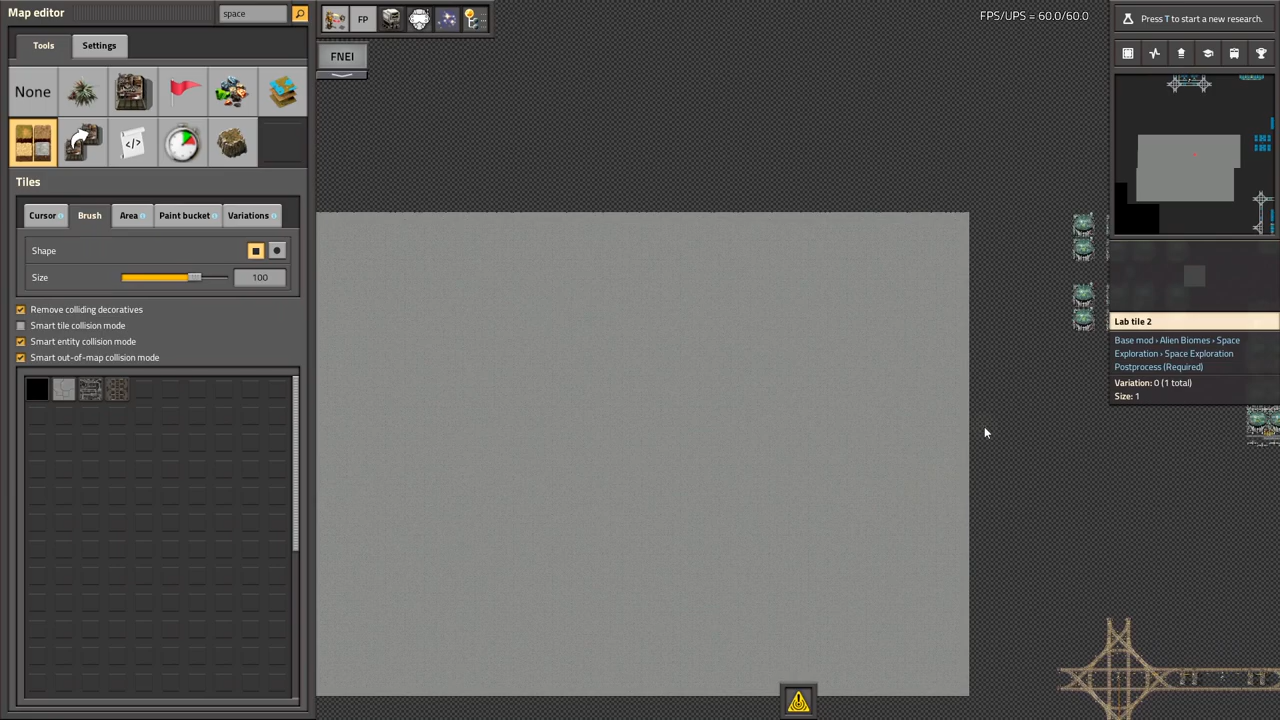 Map editor
space
Tools
Settings
None
</>
Tiles
Cursor
Brush
Area
Paint bucket
Variations
Shape
Size
100
Remove colliding decoratives
Smart tile collision mode
Smart entity collision mode
Smart out-of-map collision mode
FP
FNEI
FPS/UPS = 60.0/60.0
Press T to start a new research.
Lab tile 2
Base mod › Alien Biomes › Space
Exploration › Space Exploration
Postprocess (Required)
Variation: 0 (1 total)
Size: 1